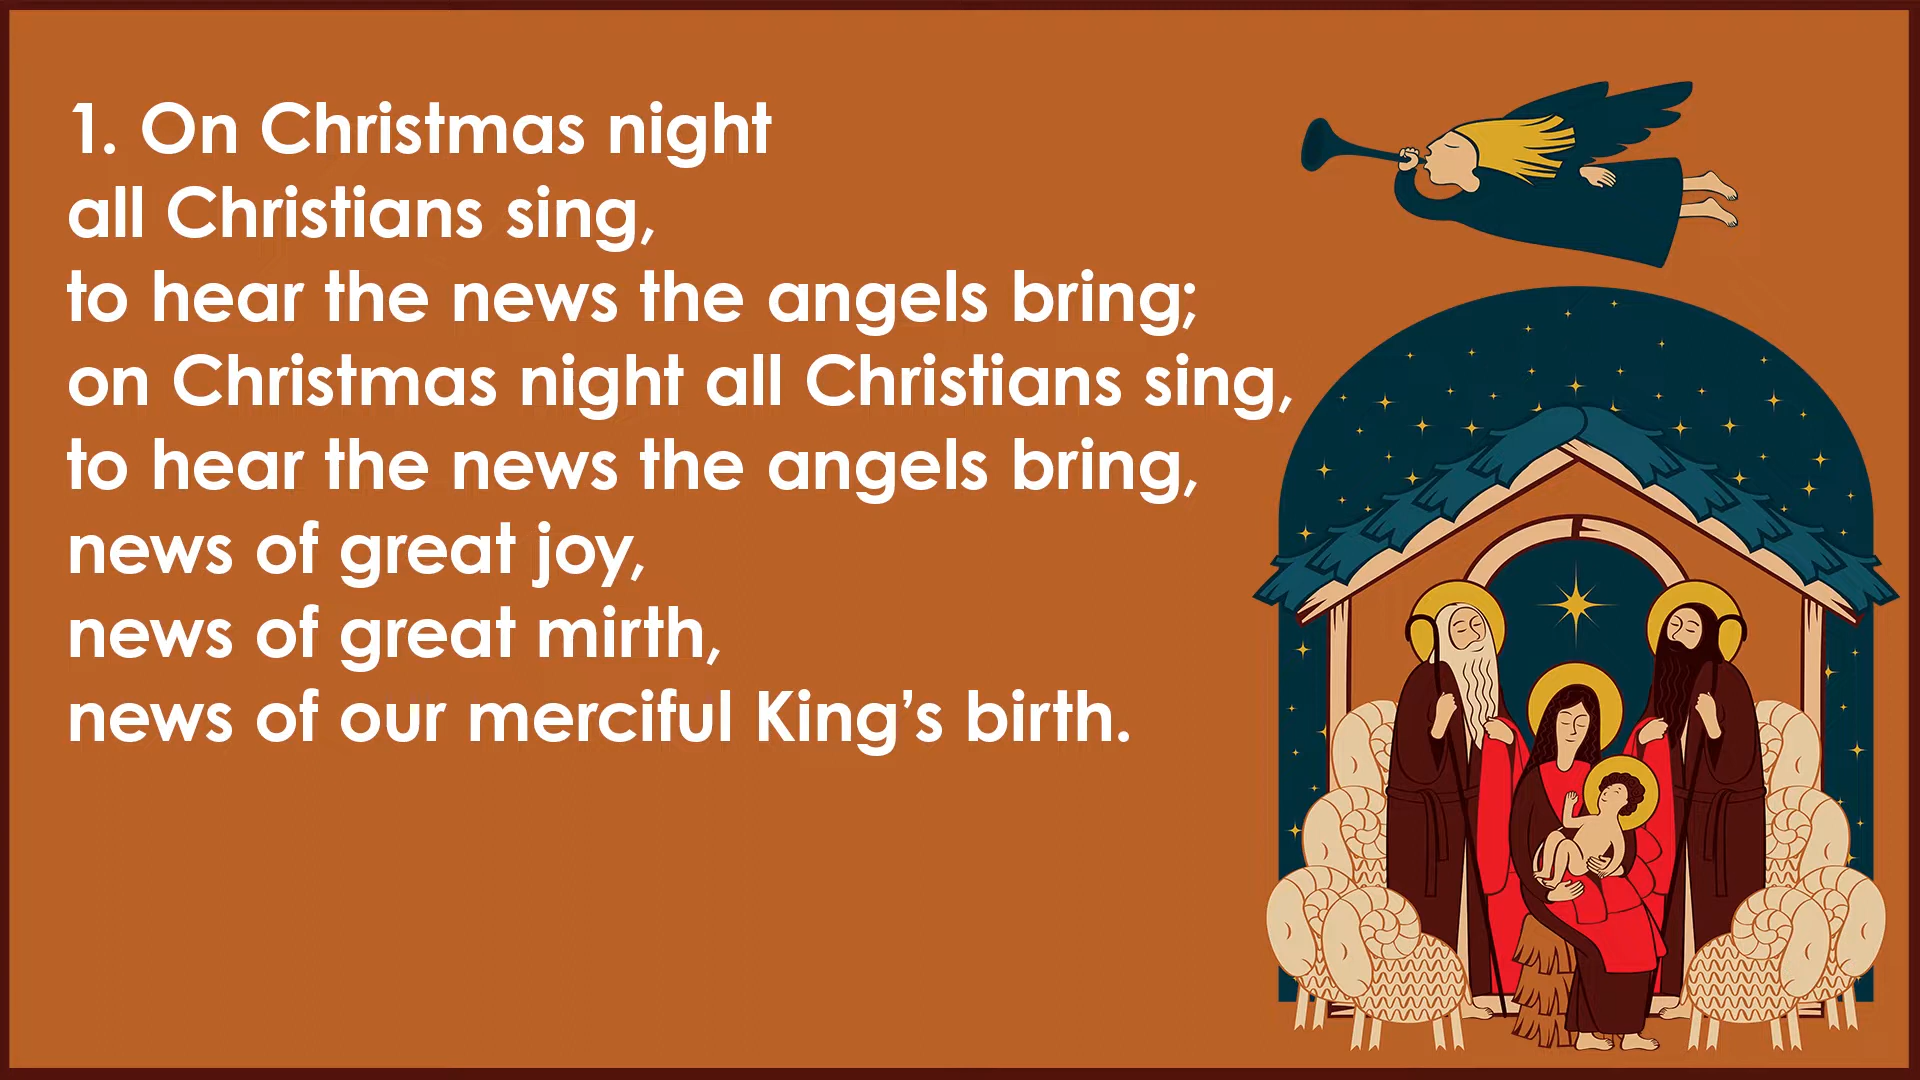 1. On Christmas night
all Christians sing,
to hear the news the angels bring;
on Christmas night all Christians sing,
to hear the news the angels bring,
news of great joy,
news of great mirth,
news of our merciful King’s birth.